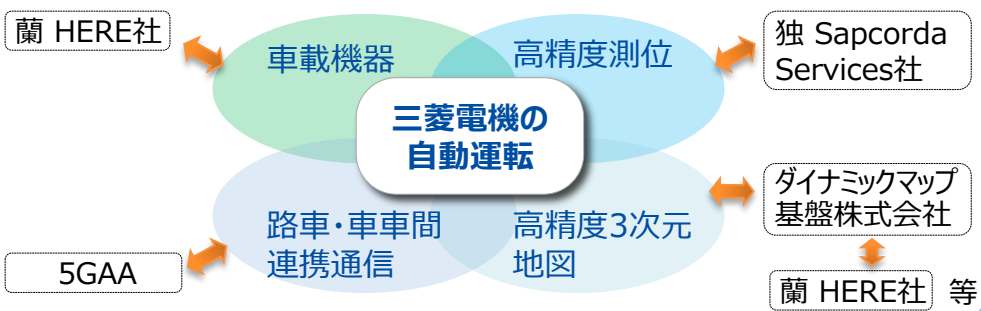 蘭 HERE社
車載機器
高精度測位
独 Sapcorda
Services社
三菱電機の
自動運転
路車･車車間
連携通信
高精度3次元
地図
ダイナミックマップ
基盤株式会社
5GAA
蘭 HERE社 等